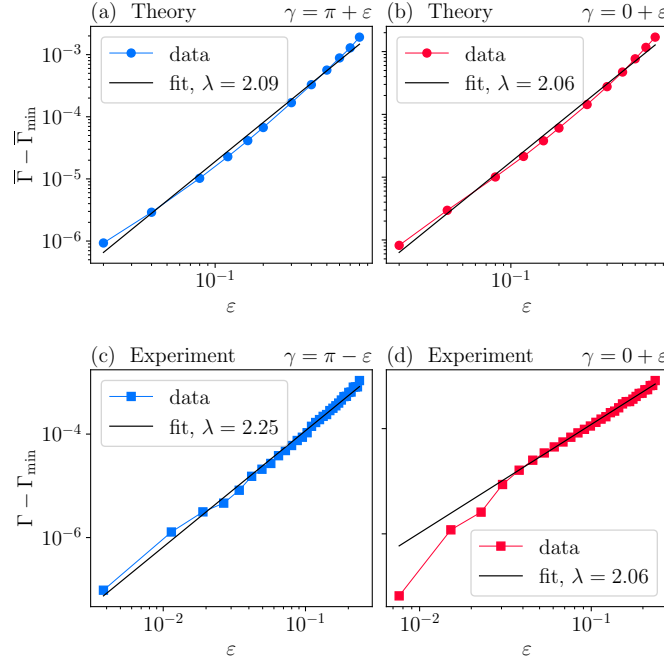 (a) Theory γ = π + ε
(b) Theory γ = 0 + ε
data
fit, λ = 2.09
data
fit, λ = 2.06
Γ̅ − Γ̅min
10⁻³
10⁻⁴
10⁻⁵
10⁻⁶
10⁻¹
10⁻¹
ε
ε
(c) Experiment γ = π − ε
(d) Experiment γ = 0 + ε
data
fit, λ = 2.25
Γ − Γmin
10⁻⁴
10⁻⁶
data
fit, λ = 2.06
10⁻²
10⁻¹
10⁻²
10⁻¹
ε
ε